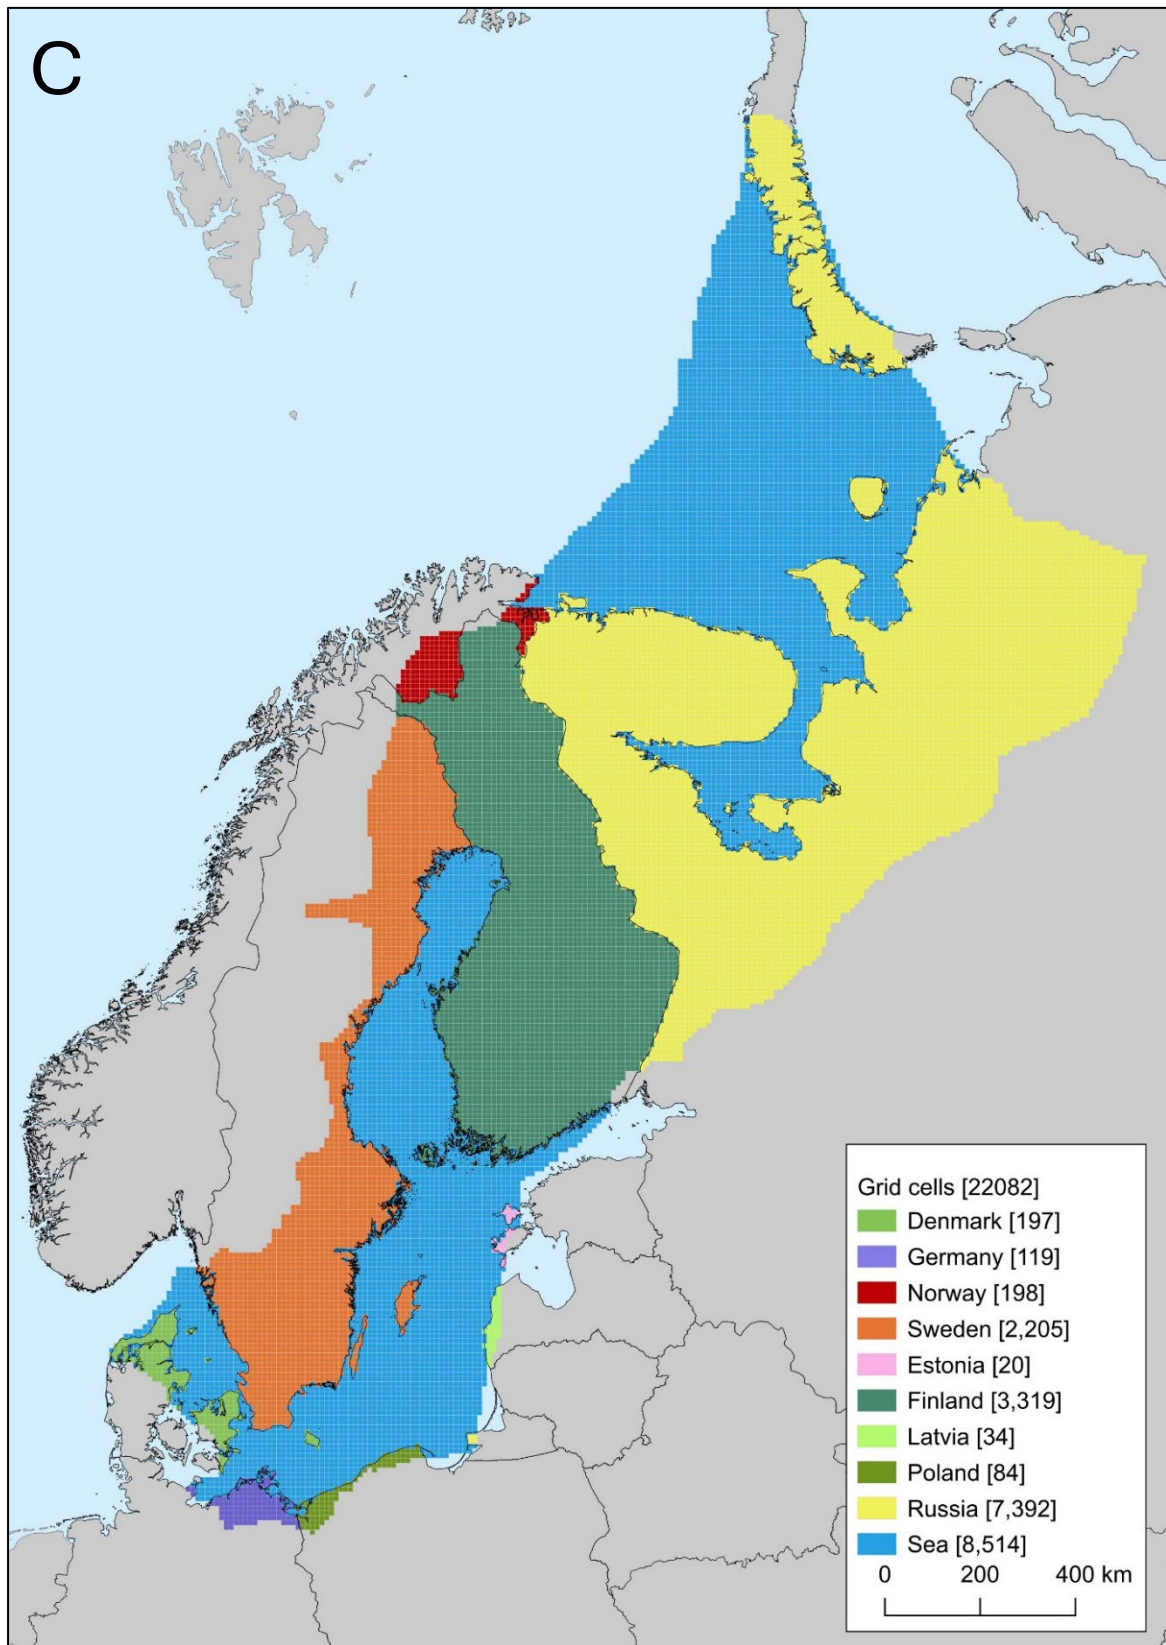 C
Grid cells [22082]
Denmark [197]
Germany [119]
Norway [198]
Sweden [2,205]
Estonia [20]
Finland [3,319]
Latvia [34]
Poland [84]
Russia [7,392]
Sea [8,514]
0 200 400 km